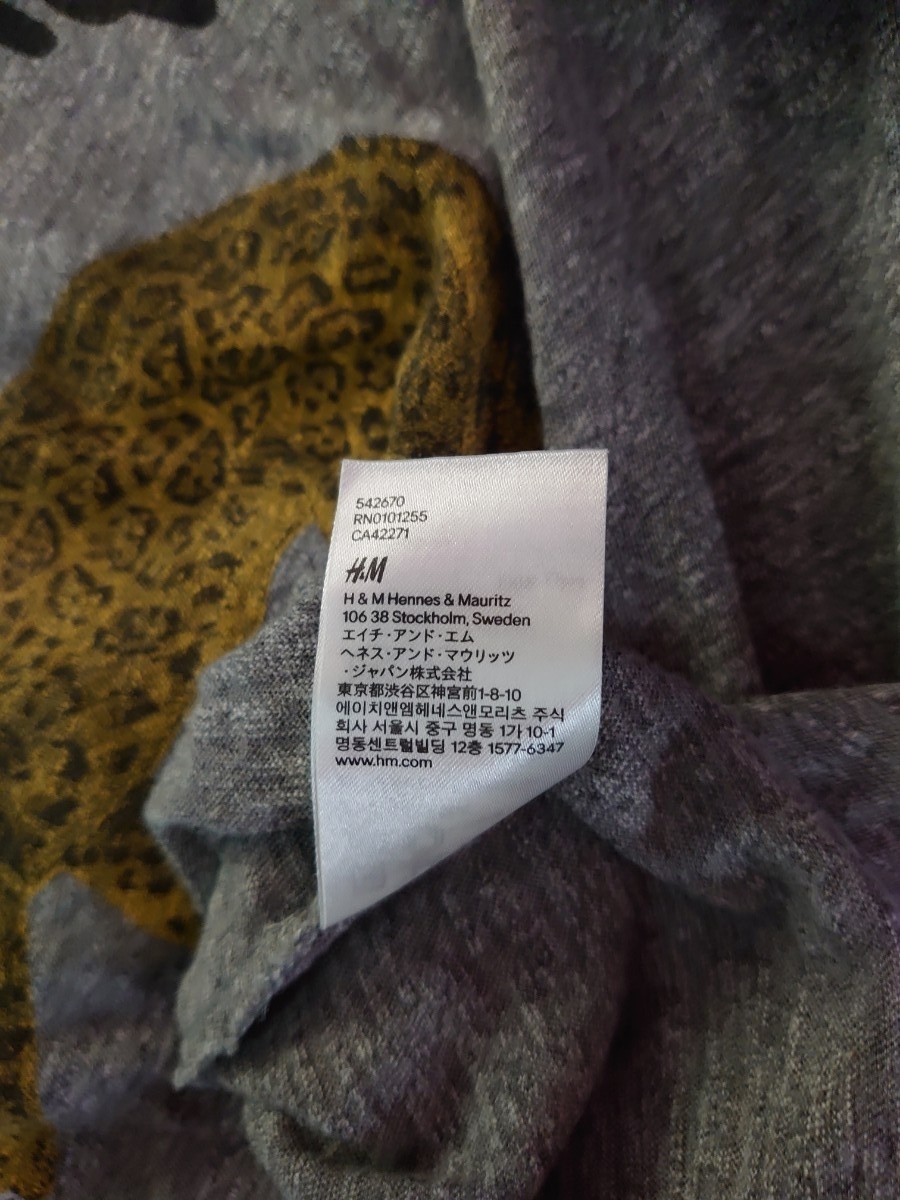 542670
RN0101255
CA42271
H&M
H & M Hennes & Mauritz
106 38 Stockholm, Sweden
エイチ・アンド・エム
ヘネス・アンド・マウリッツ
・ジャパン株式会社
東京都渋谷区神宮前1-8-10
에이치앤엠헤네스앤모리츠 주식
회사 서울시 중구 명동 1가 10-1
명동센트럴빌딩 12층 1577-6347
www.hm.com